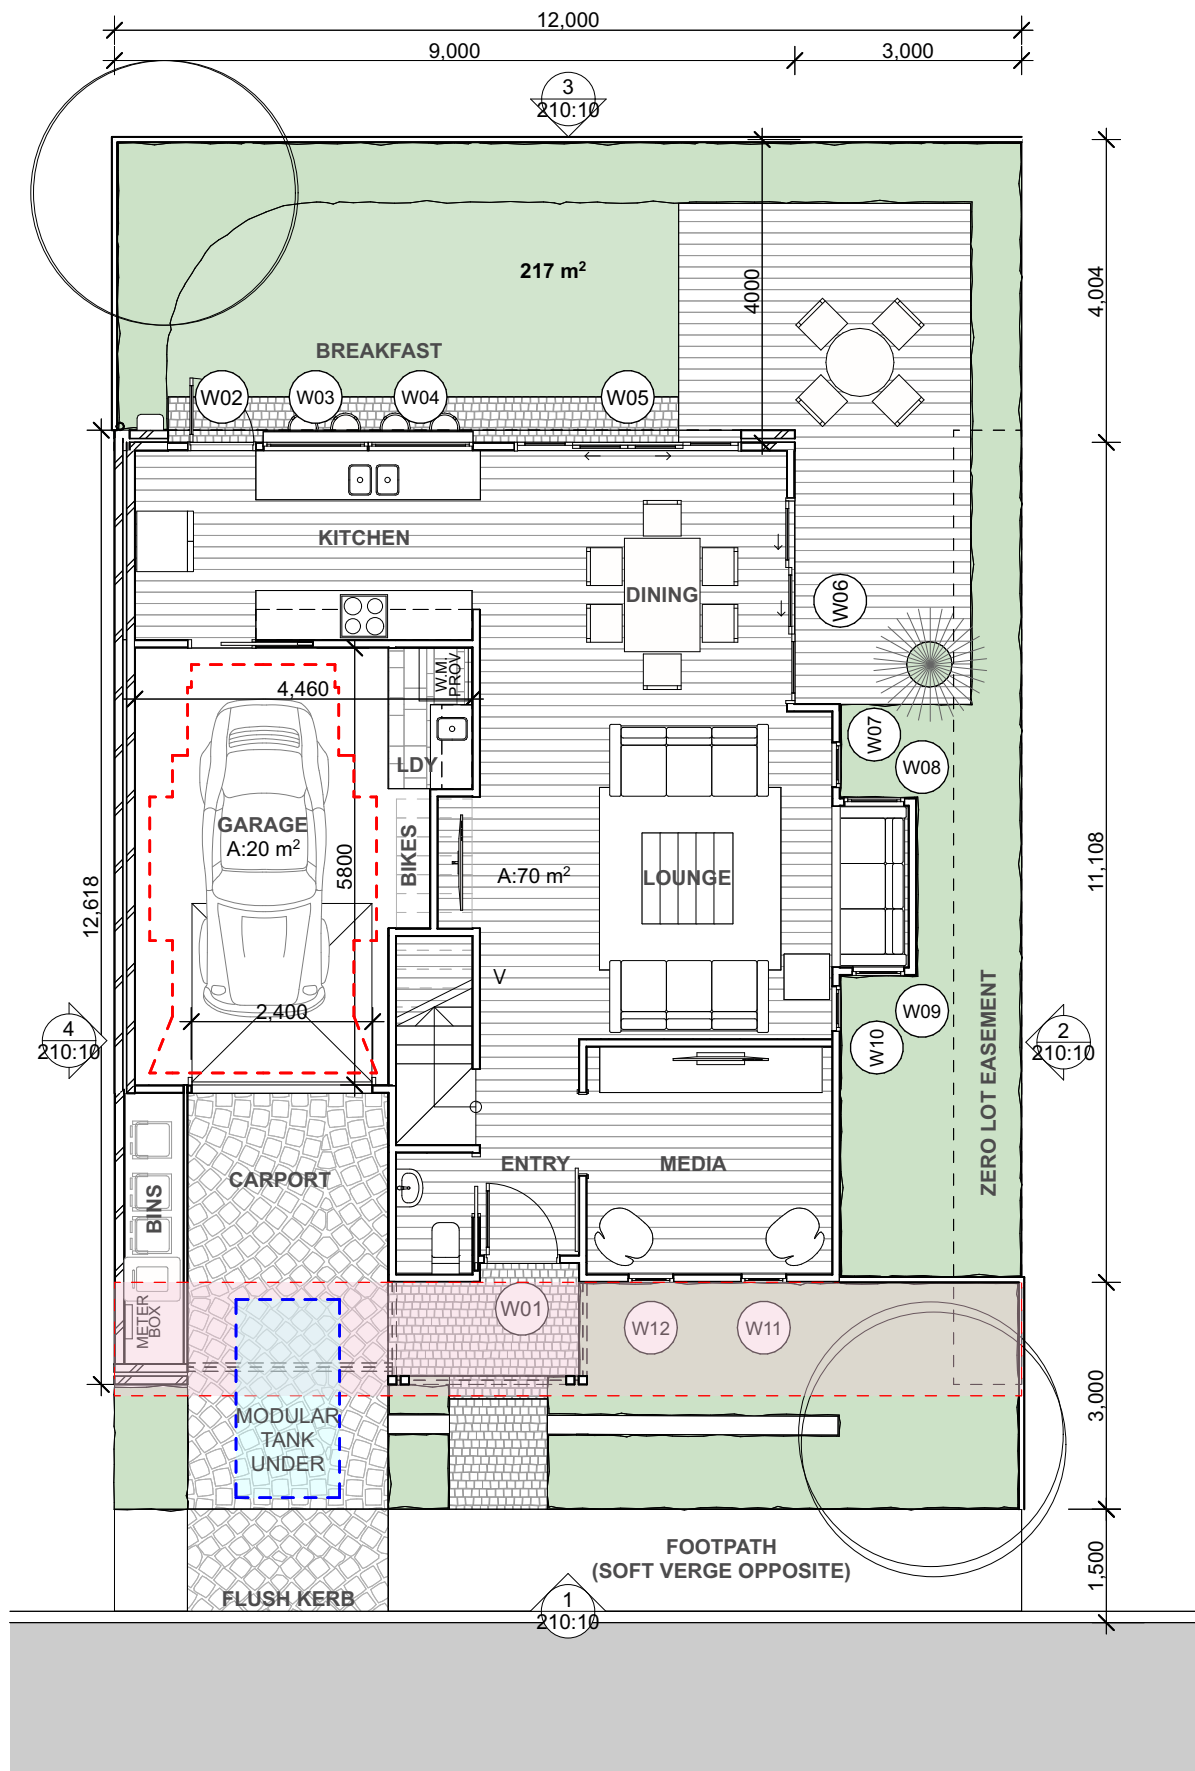 12,000
9,000
3,000
3
210:10
217 m²
4000
4,004
BREAKFAST
W02
W03
W04
W05
KITCHEN
DINING
W06
W.M.
PROV
4,460
W07
W08
LDY
GARAGE
A:20 m²
5800
BIKES
A:70 m²
LOUNGE
11,108
12,618
V
2,400
W09
W10
ZERO LOT EASEMENT
4
210:10
2
210:10
CARPORT
ENTRY
MEDIA
BINS
METER
BOX
W01
W12
W11
3,000
MODULAR
TANK
UNDER
FOOTPATH
(SOFT VERGE OPPOSITE)
1,500
FLUSH KERB
1
210:10